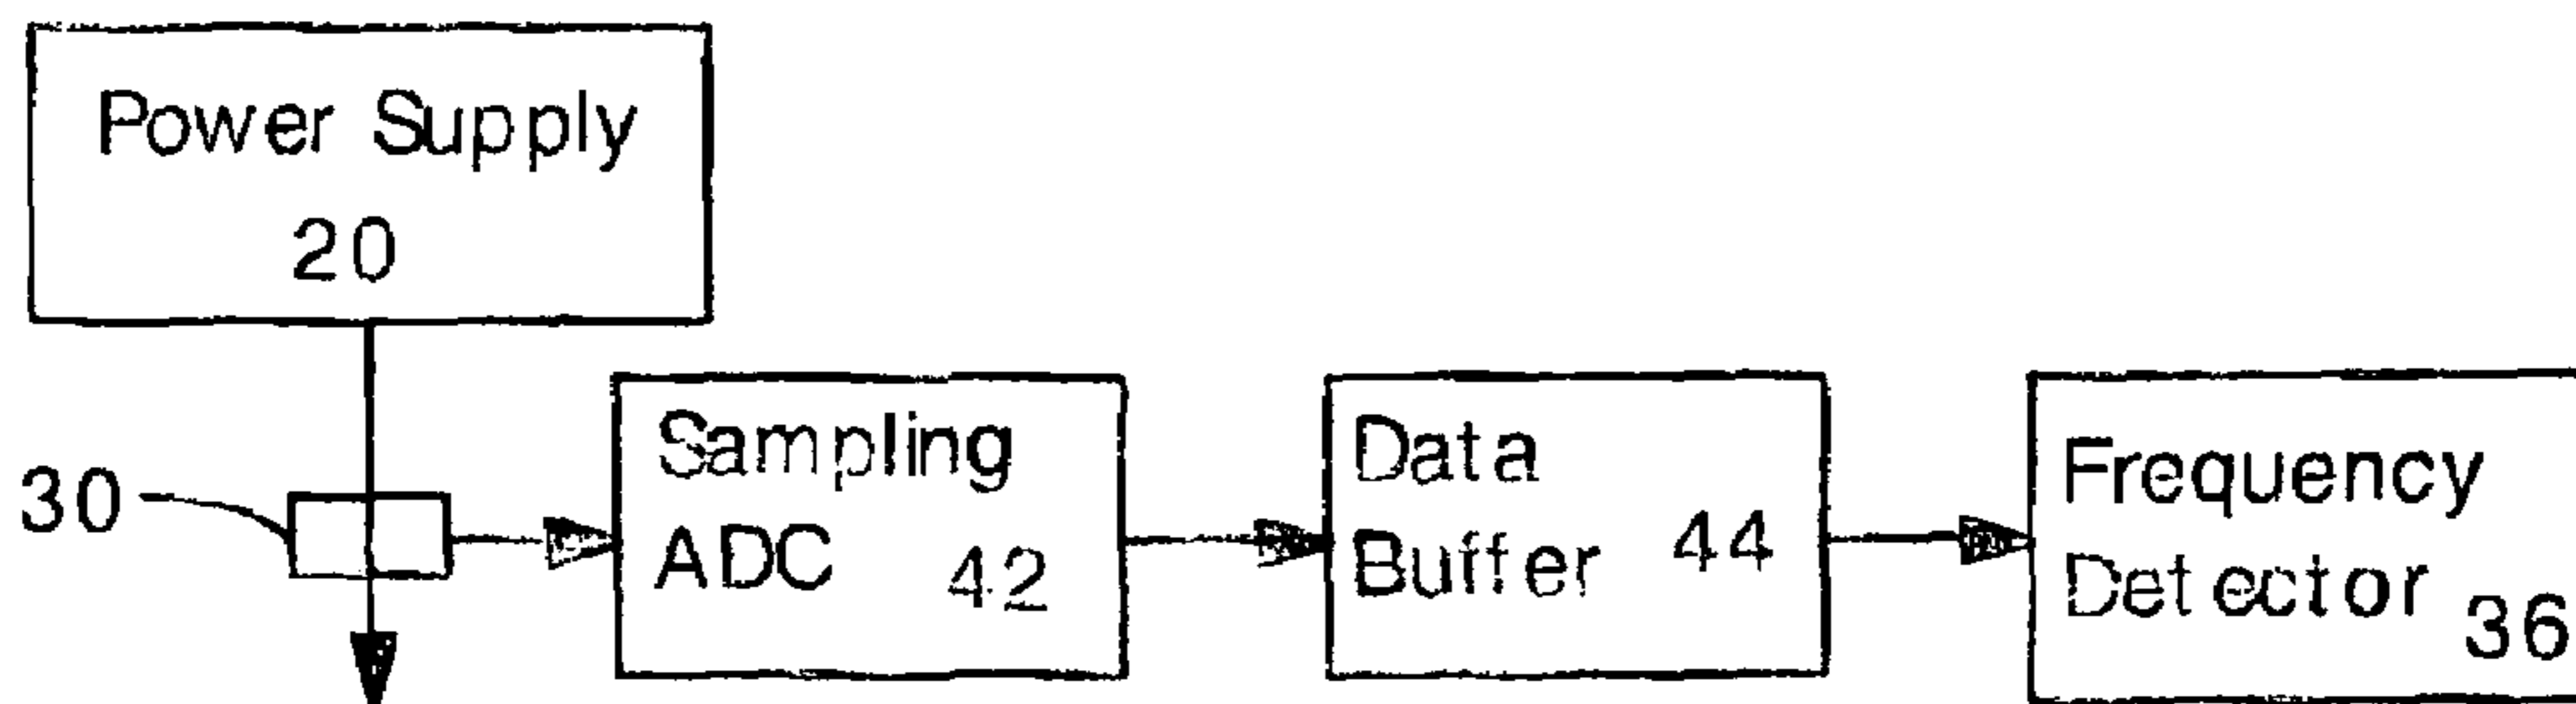 Power Supply
20
30
Sampling
ADC 42
Data
Buffer 44
Frequency
Detector 36